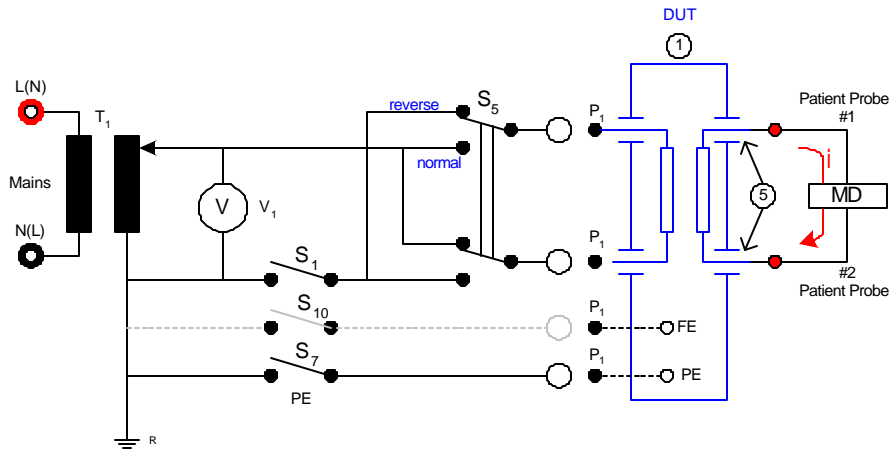 DUT
1
L(N)
T1
reverse
S5
P1
Patient Probe
#1
normal
i
Mains
V
V1
5
MD
N(L)
S1
P1
#2
Patient Probe
S10
P1
FE
S7
P1
PE
PE
R